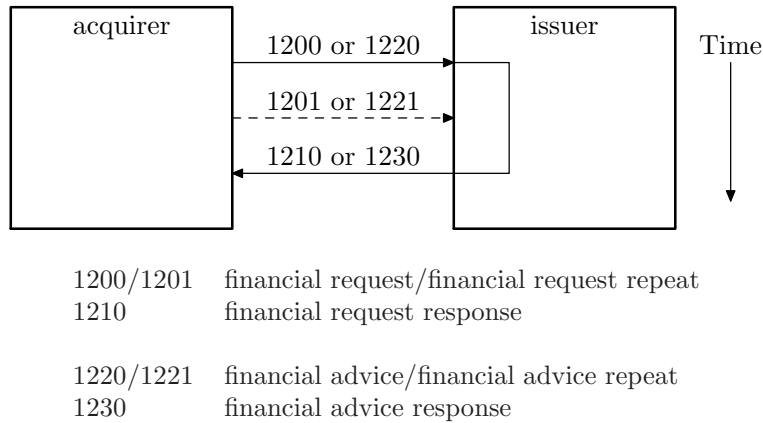 acquirer
issuer
Time
1200 or 1220
1201 or 1221
1210 or 1230
1200/1201 financial request/financial request repeat
1210 financial request response
1220/1221 financial advice/financial advice repeat
1230 financial advice response